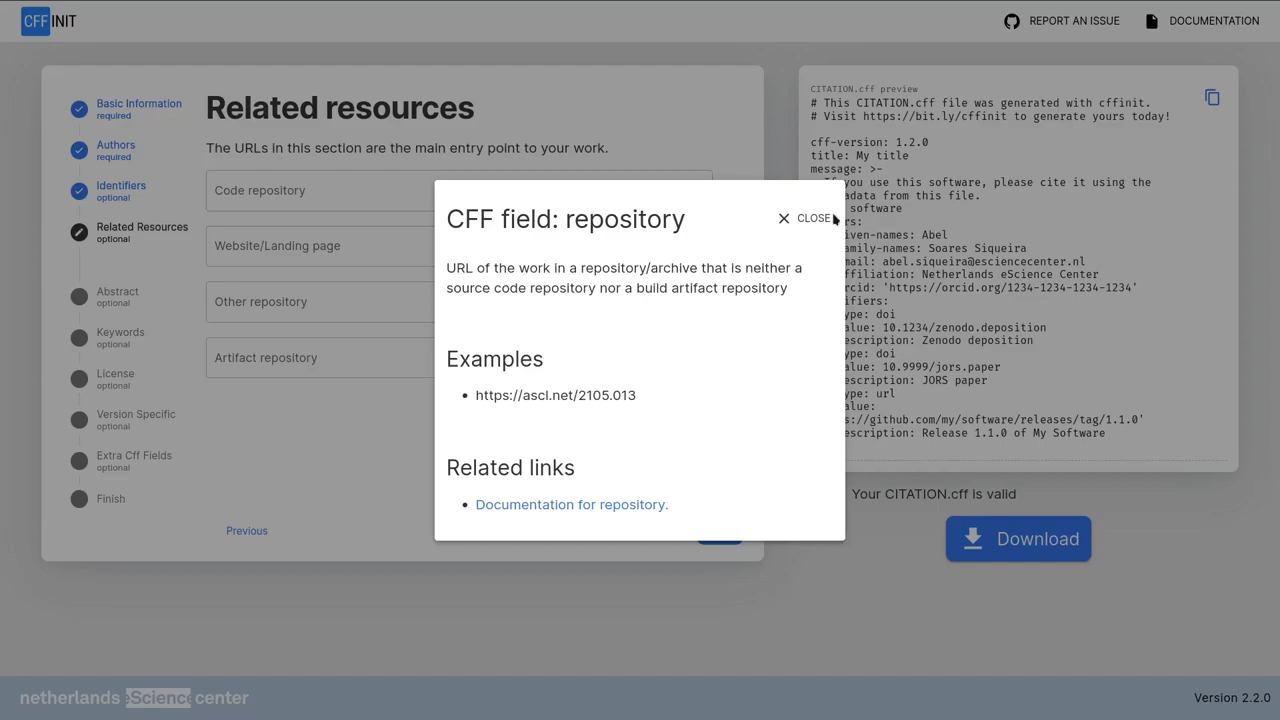 CFF INIT
REPORT AN ISSUE
DOCUMENTATION
Basic Information
required
Authors
required
Identifiers
optional
Related Resources
optional
Abstract
optional
Keywords
optional
License
optional
Version Specific
optional
Extra Cff Fields
optional
Finish
Related resources
The URLs in this section are the main entry point to your work.
Code repository
Website/Landing page
Other repository
Artifact repository
Previous
CFF field: repository
CLOSE
URL of the work in a repository/archive that is neither a
source code repository nor a build artifact repository
Examples
• https://ascl.net/2105.013
Related links
• Documentation for repository.
CITATION.cff preview
# This CITATION.cff file was generated with cffinit.
# Visit https://bit.ly/cffinit to generate yours today!
cff-version: 1.2.0
title: My title
message: >-
If you use this software, please cite it using the
adata from this file.
software
rs:
iven-names: Abel
amily-names: Soares Siqueira
mail: abel.siqueira@esciencecenter.nl
ffiliation: Netherlands eScience Center
rcid: 'https://orcid.org/1234-1234-1234-1234'
ifiers:
ype: doi
alue: 10.1234/zenodo.deposition
escription: Zenodo deposition
ype: doi
alue: 10.9999/jors.paper
escription: JORS paper
ype: url
alue:
s://github.com/my/software/releases/tag/1.1.0'
escription: Release 1.1.0 of My Software
Your CITATION.cff is valid
Download
netherlands eScience center
Version 2.2.0